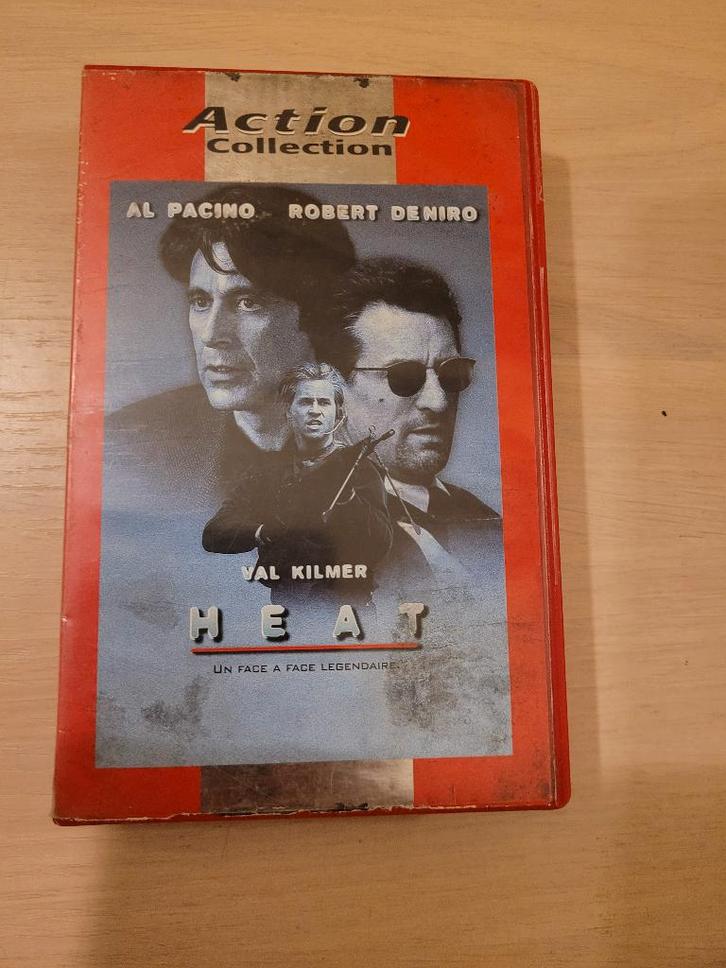 Action
Collection
AL PACINO ROBERT DENIRO
VAL KILMER
HEAT
UN FACE A FACE LEGENDAIRE.